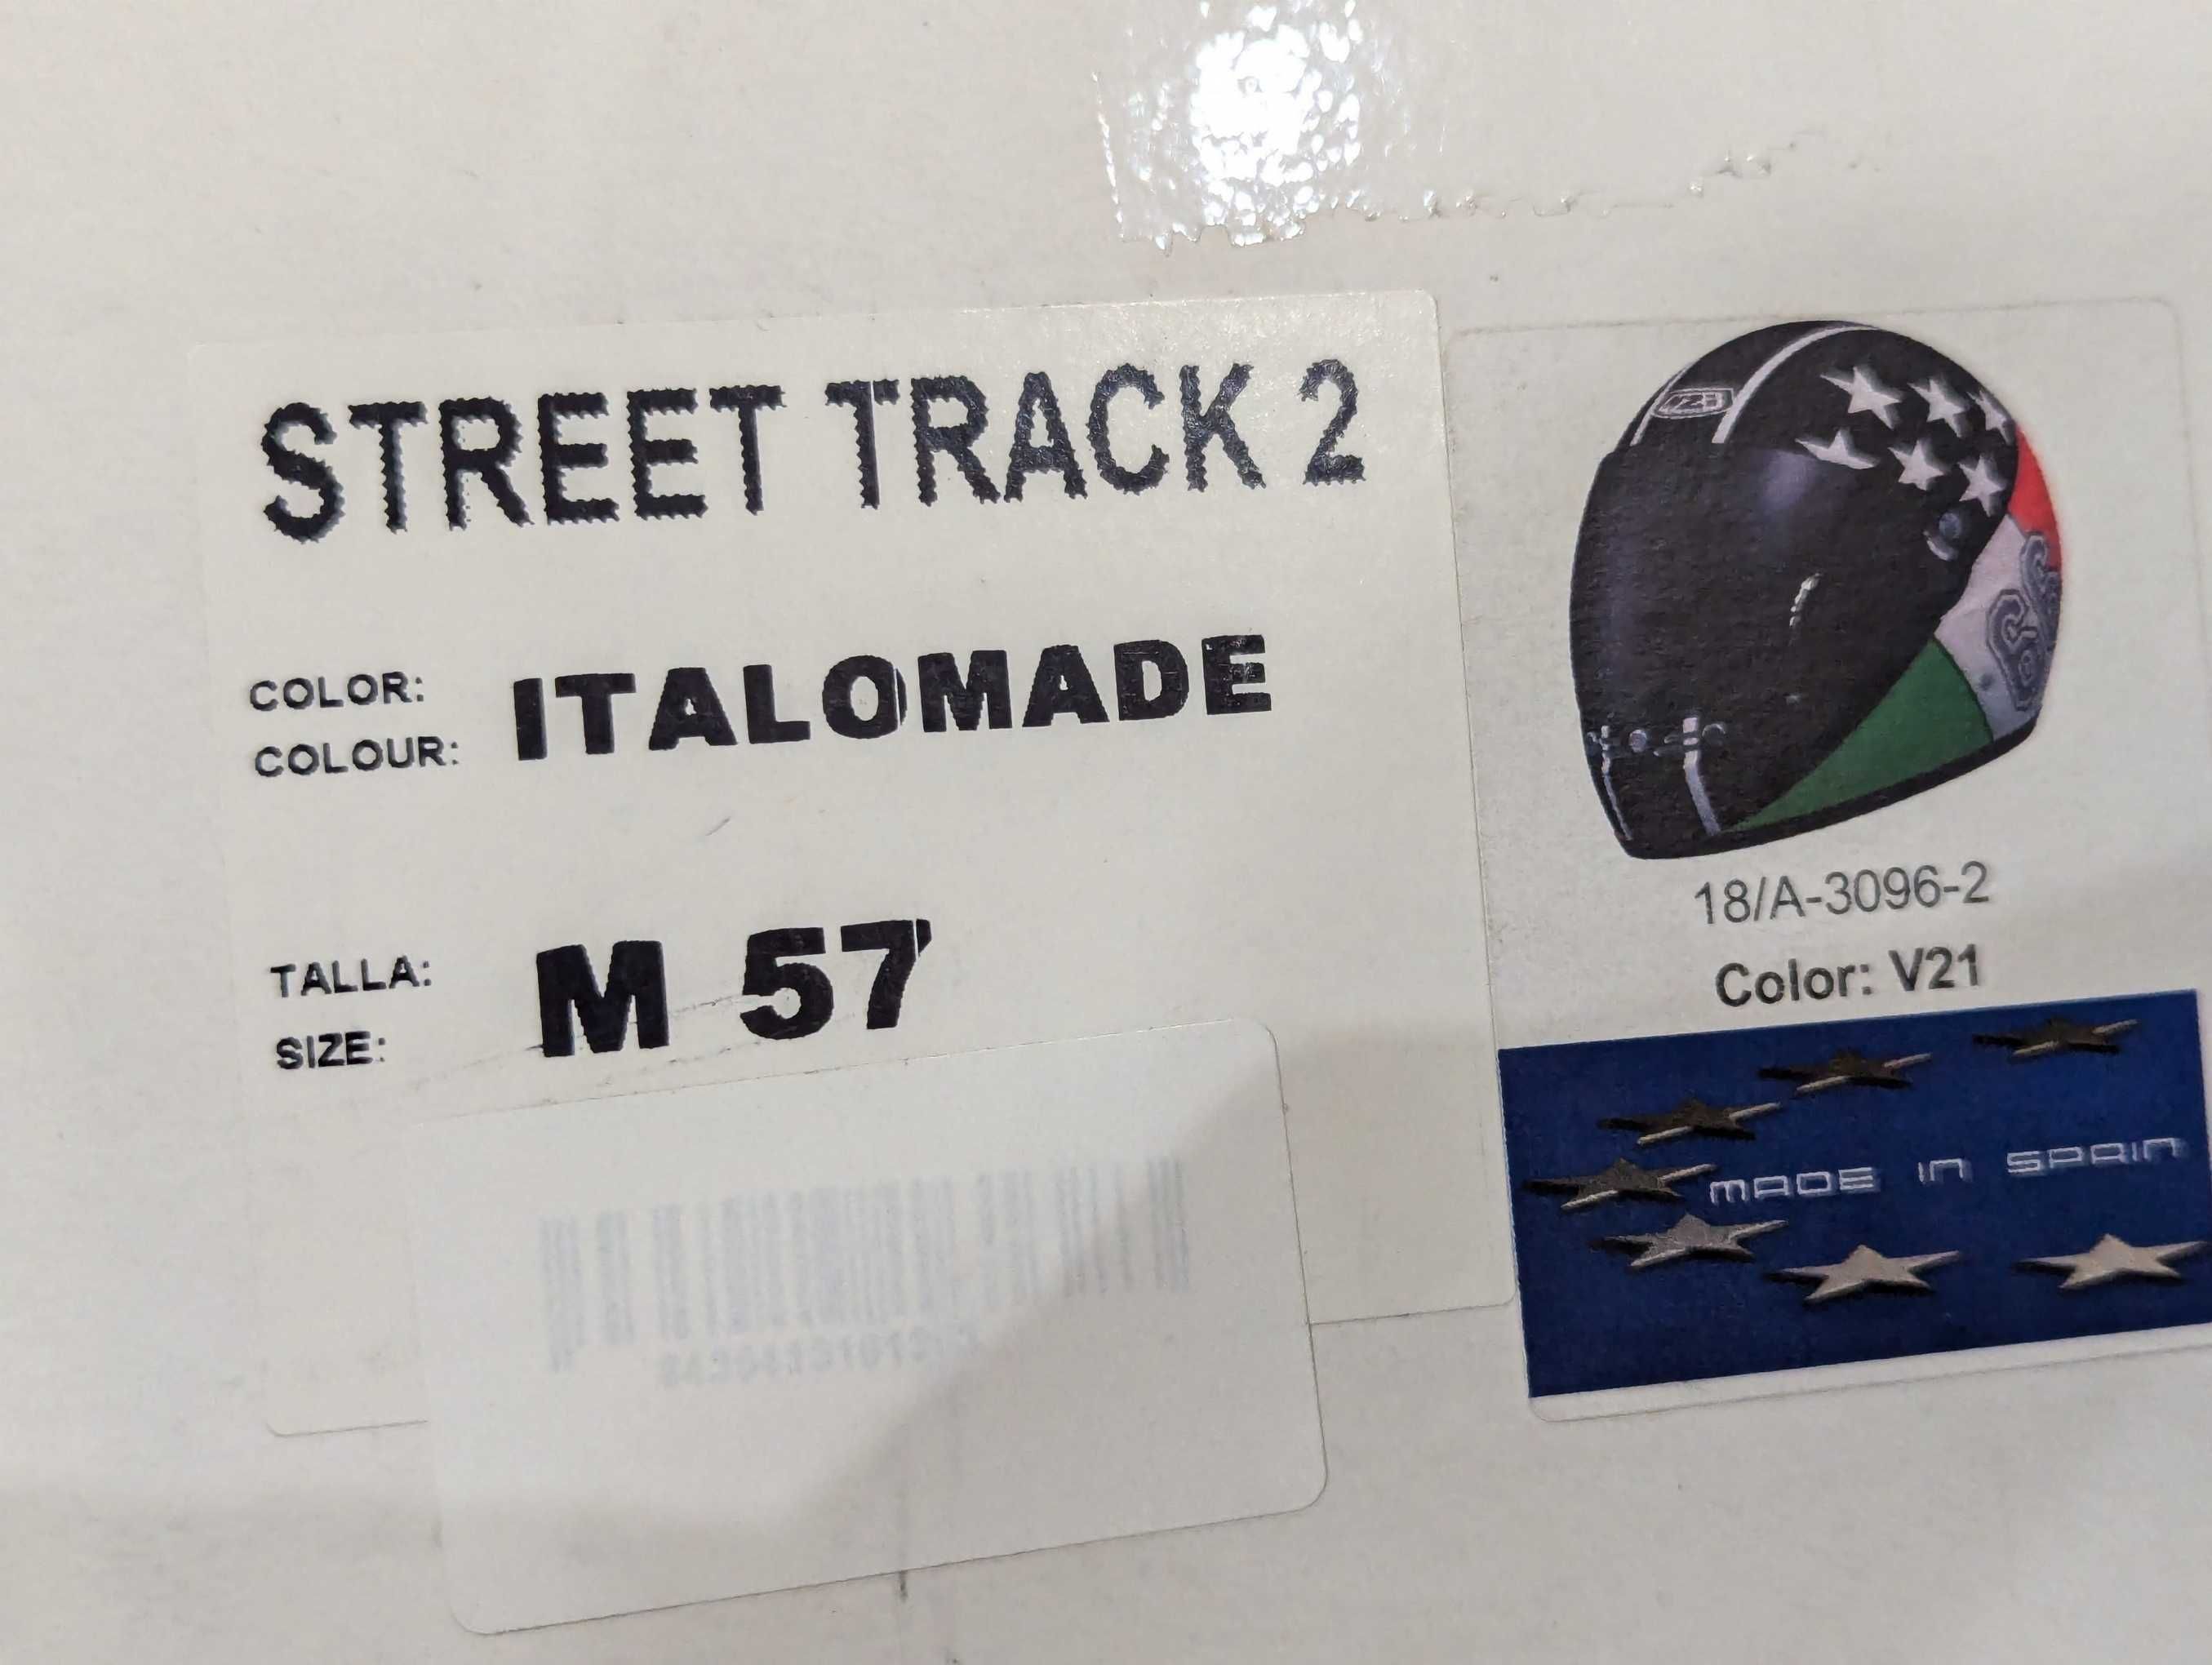 STREET TRACK 2
COLOR:
COLOUR:
ITALOMADE
TALLA:
SIZE:
M 57
18/A-3096-2
Color: V21
MADE IN SPAIN